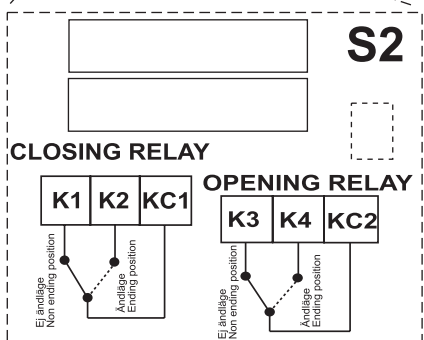 S2
CLOSING RELAY
K1 K2 KC1
Ej ändläge
Non ending position
Ändläge
Ending position
OPENING RELAY
K3 K4 KC2
Ej ändläge
Non ending position
Ändläge
Ending position